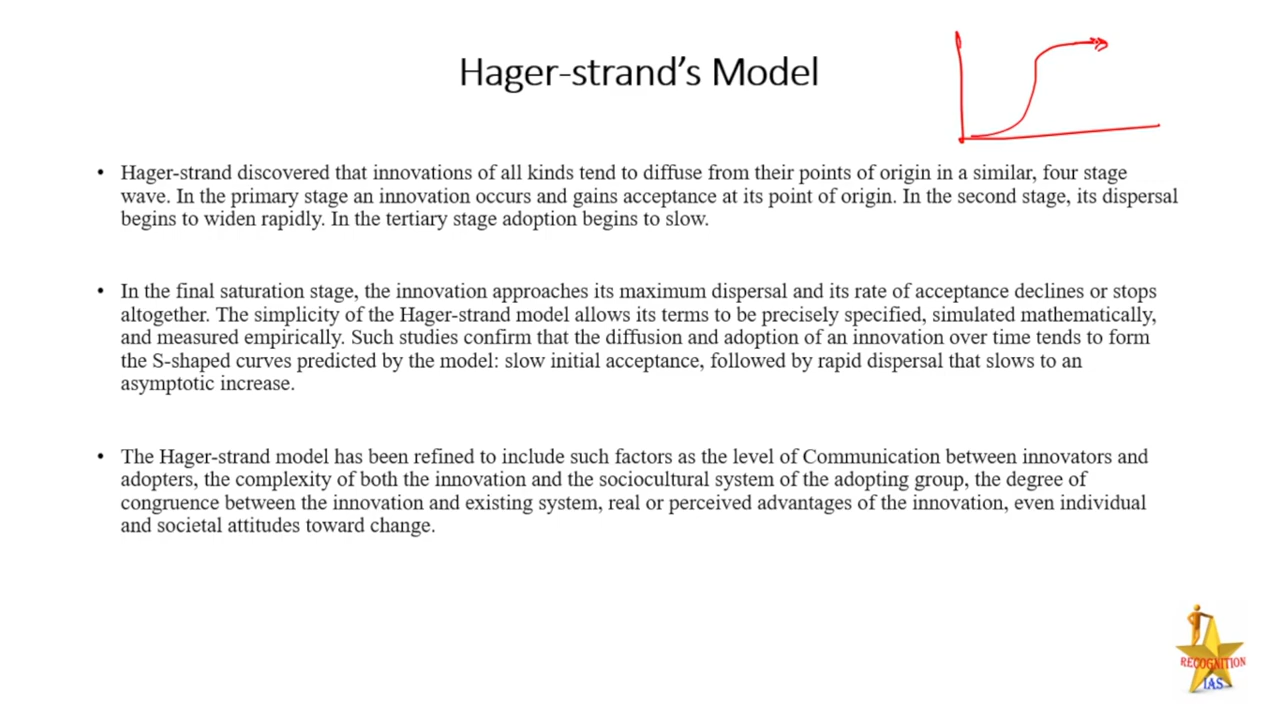 Hager-strand's Model
• Hager-strand discovered that innovations of all kinds tend to diffuse from their points of origin in a similar, four stage
wave. In the primary stage an innovation occurs and gains acceptance at its point of origin. In the second stage, its dispersal
begins to widen rapidly. In the tertiary stage adoption begins to slow.
• In the final saturation stage, the innovation approaches its maximum dispersal and its rate of acceptance declines or stops
altogether. The simplicity of the Hager-strand model allows its terms to be precisely specified, simulated mathematically,
and measured empirically. Such studies confirm that the diffusion and adoption of an innovation over time tends to form
the S-shaped curves predicted by the model: slow initial acceptance, followed by rapid dispersal that slows to an
asymptotic increase.
• The Hager-strand model has been refined to include such factors as the level of Communication between innovators and
adopters, the complexity of both the innovation and the sociocultural system of the adopting group, the degree of
congruence between the innovation and existing system, real or perceived advantages of the innovation, even individual
and societal attitudes toward change.
RECOGNITION
IAS